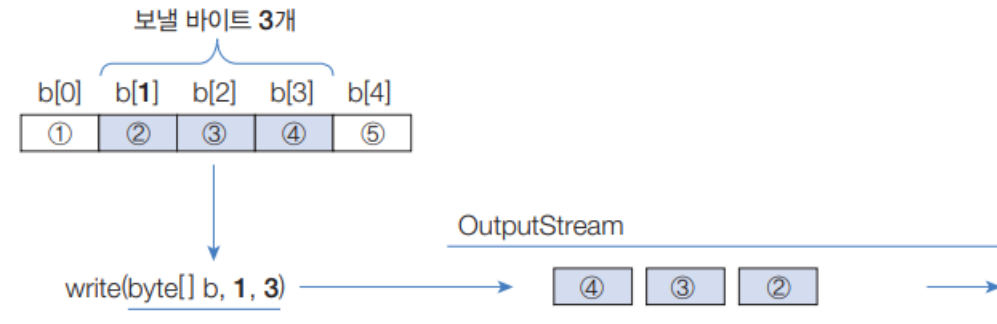 보낼 바이트 3개
b[0] b[1] b[2] b[3] b[4]
① ② ③ ④ ⑤
OutputStream
write(byte[] b, 1, 3)
④ ③ ②